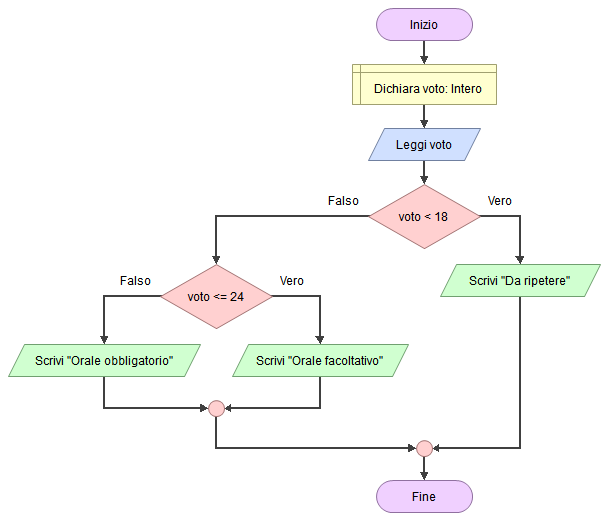 Inizio
Dichiara voto: Intero
Leggi voto
Falso
Vero
voto < 18
Falso
Vero
voto <= 24
Scrivi "Da ripetere"
Scrivi "Orale obbligatorio"
Scrivi "Orale facoltativo"
Fine